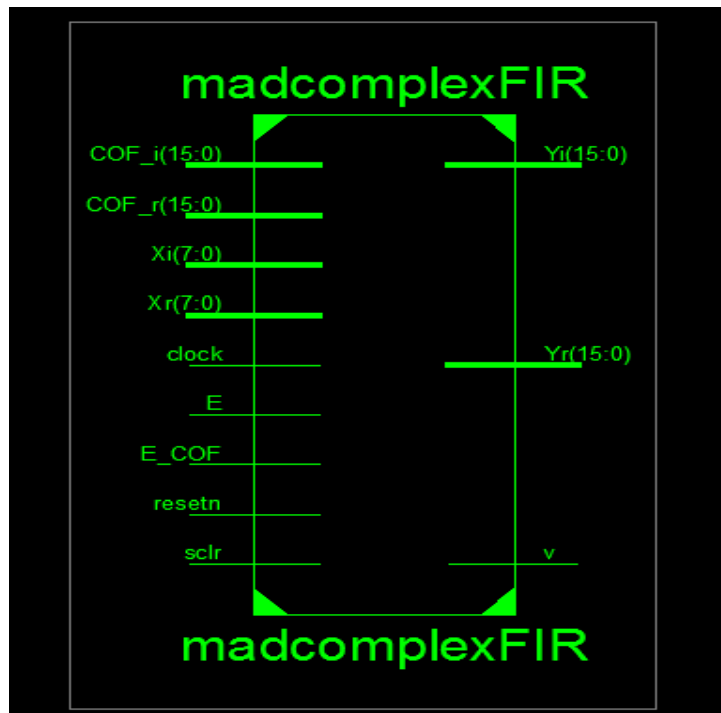 madcomplexFIR
COF_i(15:0)
Yi(15:0)
COF_r(15:0)
Xi(7:0)
Xr(7:0)
clock
Yr(15:0)
E
E_COF
resetn
sclr
v
madcomplexFIR